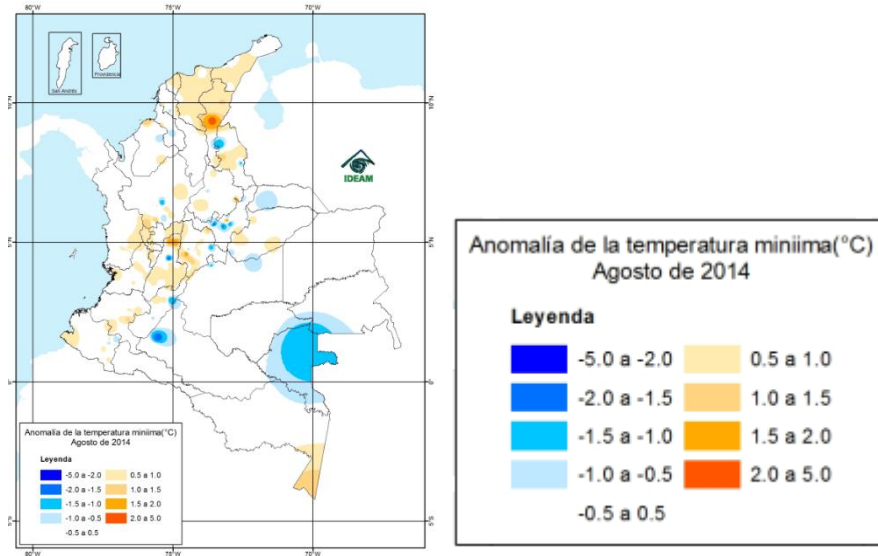 80°W
75°W
70°W
San Andrés
Providencia
10°N
10°N
IDEAM
5°N
5°N
0°
0°
5°S
5°S
Anomalía de la temperatura miniima(°C)
Agosto de 2014
Leyenda
-5.0 a -2.0 0.5 a 1.0
-2.0 a -1.5 1.0 a 1.5
-1.5 a -1.0 1.5 a 2.0
-1.0 a -0.5 2.0 a 5.0
-0.5 a 0.5
80°W
75°W
70°W
Anomalía de la temperatura miniima(°C)
Agosto de 2014
Leyenda
-5.0 a -2.0 0.5 a 1.0
-2.0 a -1.5 1.0 a 1.5
-1.5 a -1.0 1.5 a 2.0
-1.0 a -0.5 2.0 a 5.0
-0.5 a 0.5